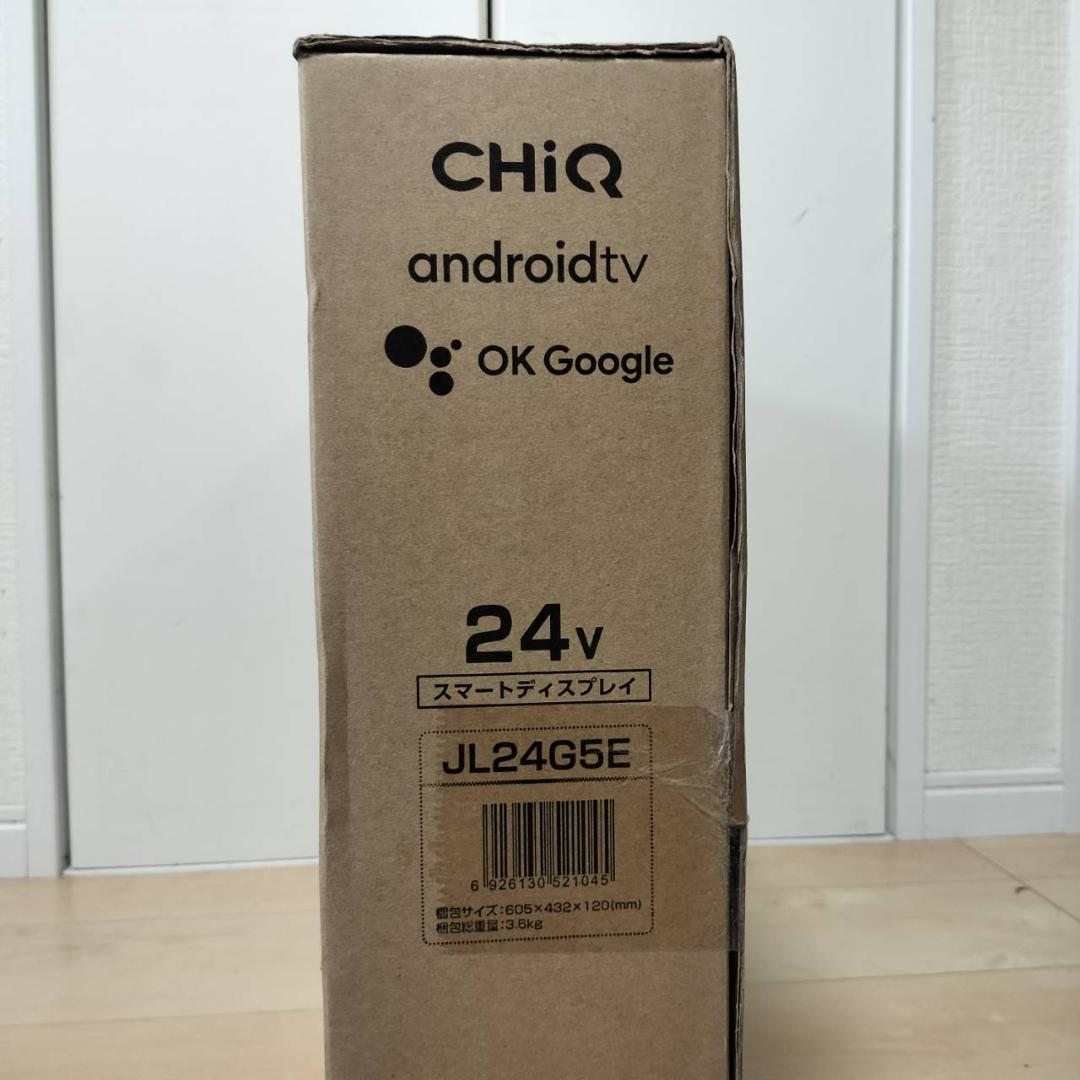 CHiQ
androidtv
OK Google
24v
スマートディスプレイ
JL24G5E
6 926130 521045
梱包サイズ:605×432×120(mm)
梱包総重量:3.6kg